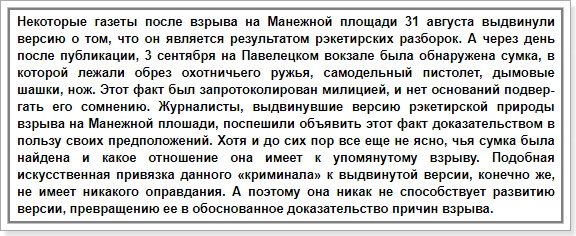 Некоторые газеты после взрыва на Манежной площади 31 августа выдвинули
версию о том, что он является результатом рэкетирских разборок. А через день
после публикации, 3 сентября на Павелецком вокзале была обнаружена сумка, в
которой лежали обрез охотничьего ружья, самодельный пистолет, дымовые
шашки, нож. Этот факт был запротоколирован милицией, и нет оснований подвер-
гать его сомнению. Журналисты, выдвинувшие версию рэкетирской природы
взрыва на Манежной плошади, поспешили объявить этот факт доказательством в
пользу своих предположений. Хотя и до сих пор все еще не ясно, чья сумка была
найдена и какое отношение она имеет к упомянутому взрыву. Подобная
искусственная привязка данного «криминала» к выдвинутой версии, конечно же,
не имеет никакого оправдания. А поэтому она никак не способствует развитию
версии, превращению ее в обоснованное доказательство причин взрыва.